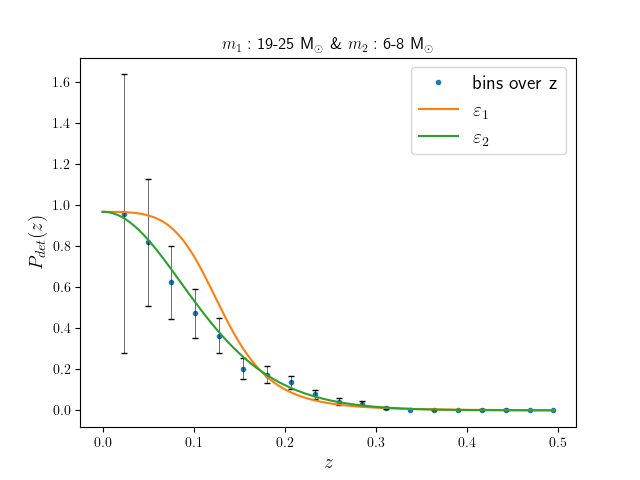 m₁ : 19-25 M☉ & m₂ : 6-8 M☉
1.6
1.4
1.2
1.0
0.8
0.6
0.4
0.2
0.0
P_det(z)
bins over z
ε₁
ε₂
0.0 0.1 0.2 0.3 0.4 0.5
z